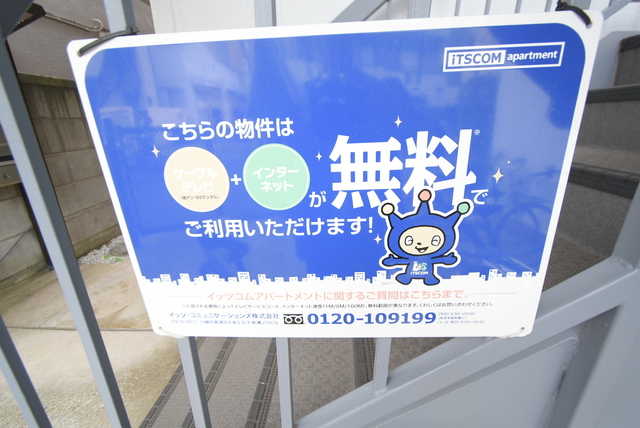 iTSCOM apartment
こちらの物件は
ケーブル
テレビ
+
インター
ネット
が無料※で
ご利用いただけます!
iTSCOM
イッツコムアパートメントに関するご質問はこちらまで。
イッツ・コミュニケーションズ株式会社
0120-109199